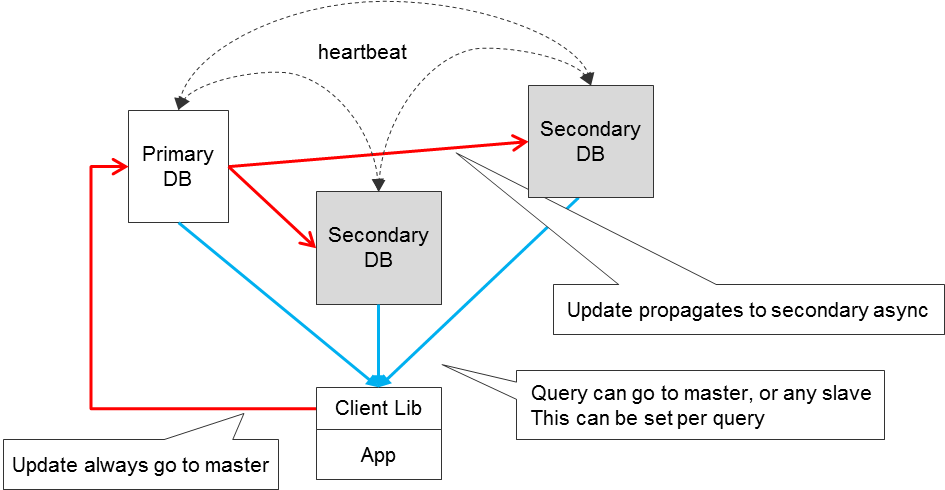 heartbeat
Primary
DB
Secondary
DB
Secondary
DB
Update propagates to secondary async
Query can go to master, or any slave
This can be set per query
Client Lib
App
Update always go to master